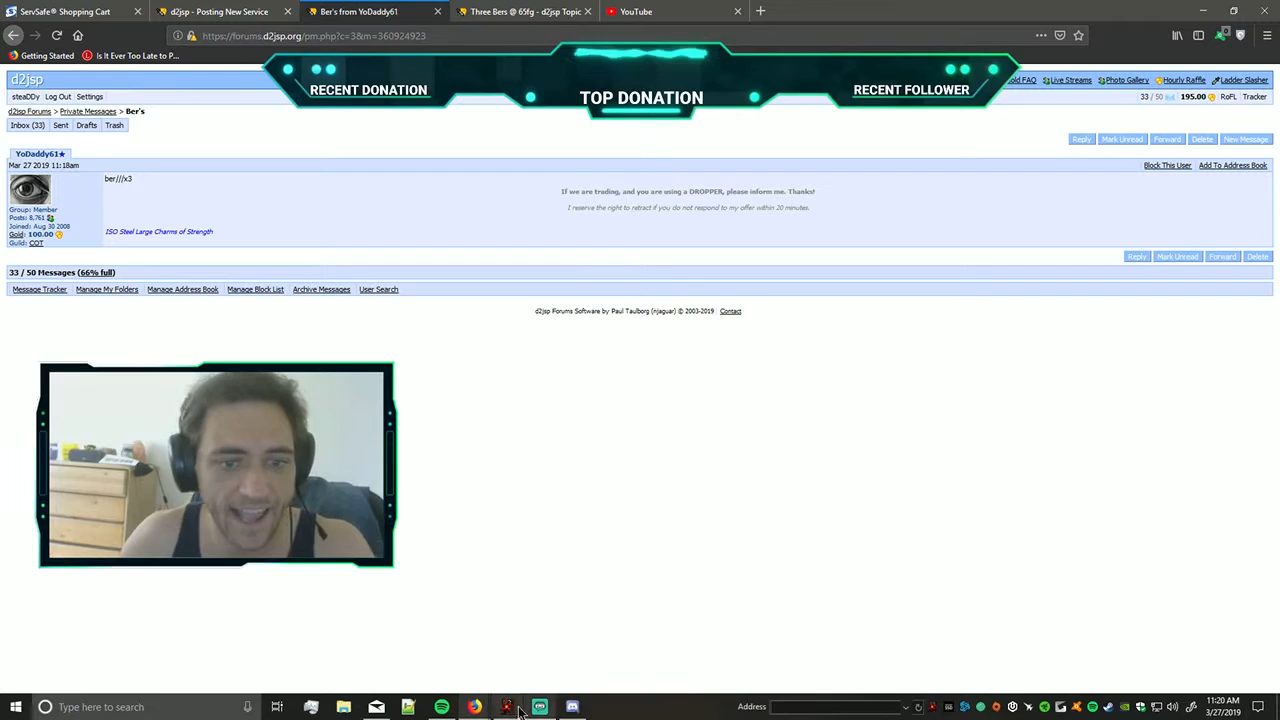 SevSafe® Shopping Cart
d2jsp - Posting New Service
Ber's from YoDaddy61
Three Bers @ 65fg - d2jsp Topic
YouTube
https://forums.d2jsp.org/pm.php?c=3&m=360924923
Getting Started
Is It Ever Too Late to P...
d2jsp
old FAQ Live Streams Photo Gallery Hourly Raffle Ladder Slasher
RECENT DONATION
TOP DONATION
RECENT FOLLOWER
steaDDy Log Out Settings
33 / 50 195.00 RoFL Tracker
d2jsp Forums > Private Messages > Ber's
Inbox (33) Sent Drafts Trash
Reply Mark Unread Forward Delete New Message
YoDaddy61★
Mar 27 2019 11:18am
Block This User Add To Address Book
ber///x3
If we are trading, and you are using a DROPPER, please inform me. Thanks!
I reserve the right to retract if you do not respond to my offer within 20 minutes.
Group: Member
Posts: 8,761
Joined: Aug 30 2008
Gold: 100.00
Guild: COT
ISO Steel Large Charms of Strength
Reply Mark Unread Forward Delete
33 / 50 Messages (66% full)
Message Tracker Manage My Folders Manage Address Book Manage Block List Archive Messages User Search
d2jsp Forums Software by Paul Taulborg (njaguar) © 2003-2019 Contact
Type here to search
Address
11:20 AM
3/27/2019